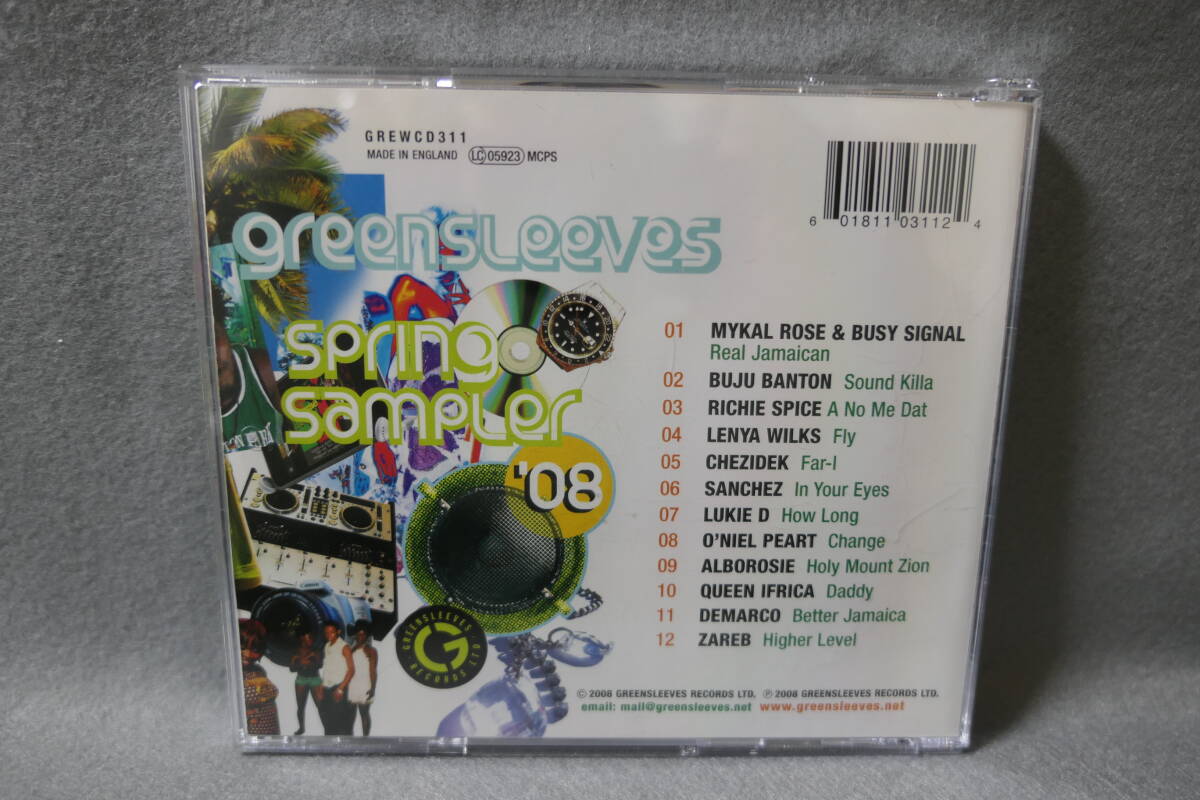 GREWCD311
MADE IN ENGLAND LC 05923 MCPS
6 01811 03112 4
greensleeves
spring
sampler
'08
01 MYKAL ROSE & BUSY SIGNAL
Real Jamaican
02 BUJU BANTON Sound Killa
03 RICHIE SPICE A No Me Dat
04 LENYA WILKS Fly
05 CHEZIDEK Far-I
06 SANCHEZ In Your Eyes
07 LUKIE D How Long
08 O'NIEL PEART Change
09 ALBOROSIE Holy Mount Zion
10 QUEEN IFRICA Daddy
11 DEMARCO Better Jamaica
12 ZAREB Higher Level
Canon
GREENSLEEVES
G
RECORDS LTD
© 2008 GREENSLEEVES RECORDS LTD. ℗ 2008 GREENSLEEVES RECORDS LTD.
email: mail@greensleeves.net www.greensleeves.net